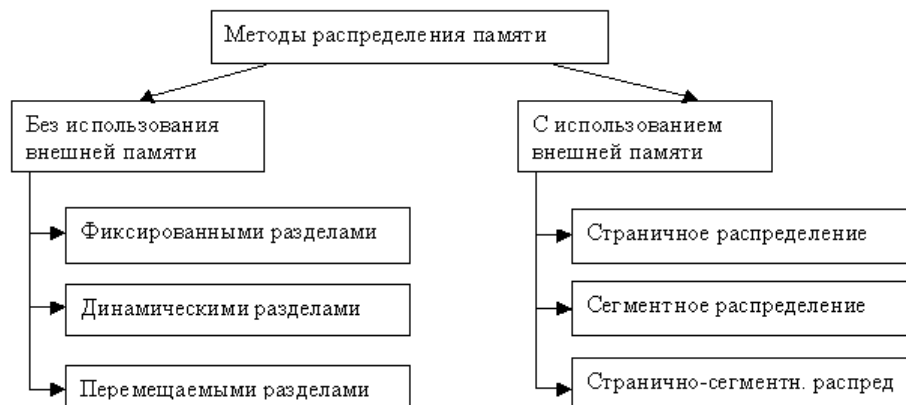 Методы распределения памяти
Без использования
внешней памяти
Фиксированными разделами
Динамическими разделами
Перемещаемыми разделами
С использованием
внешней памяти
Страничное распределение
Сегментное распределение
Странично-сегментн. распред